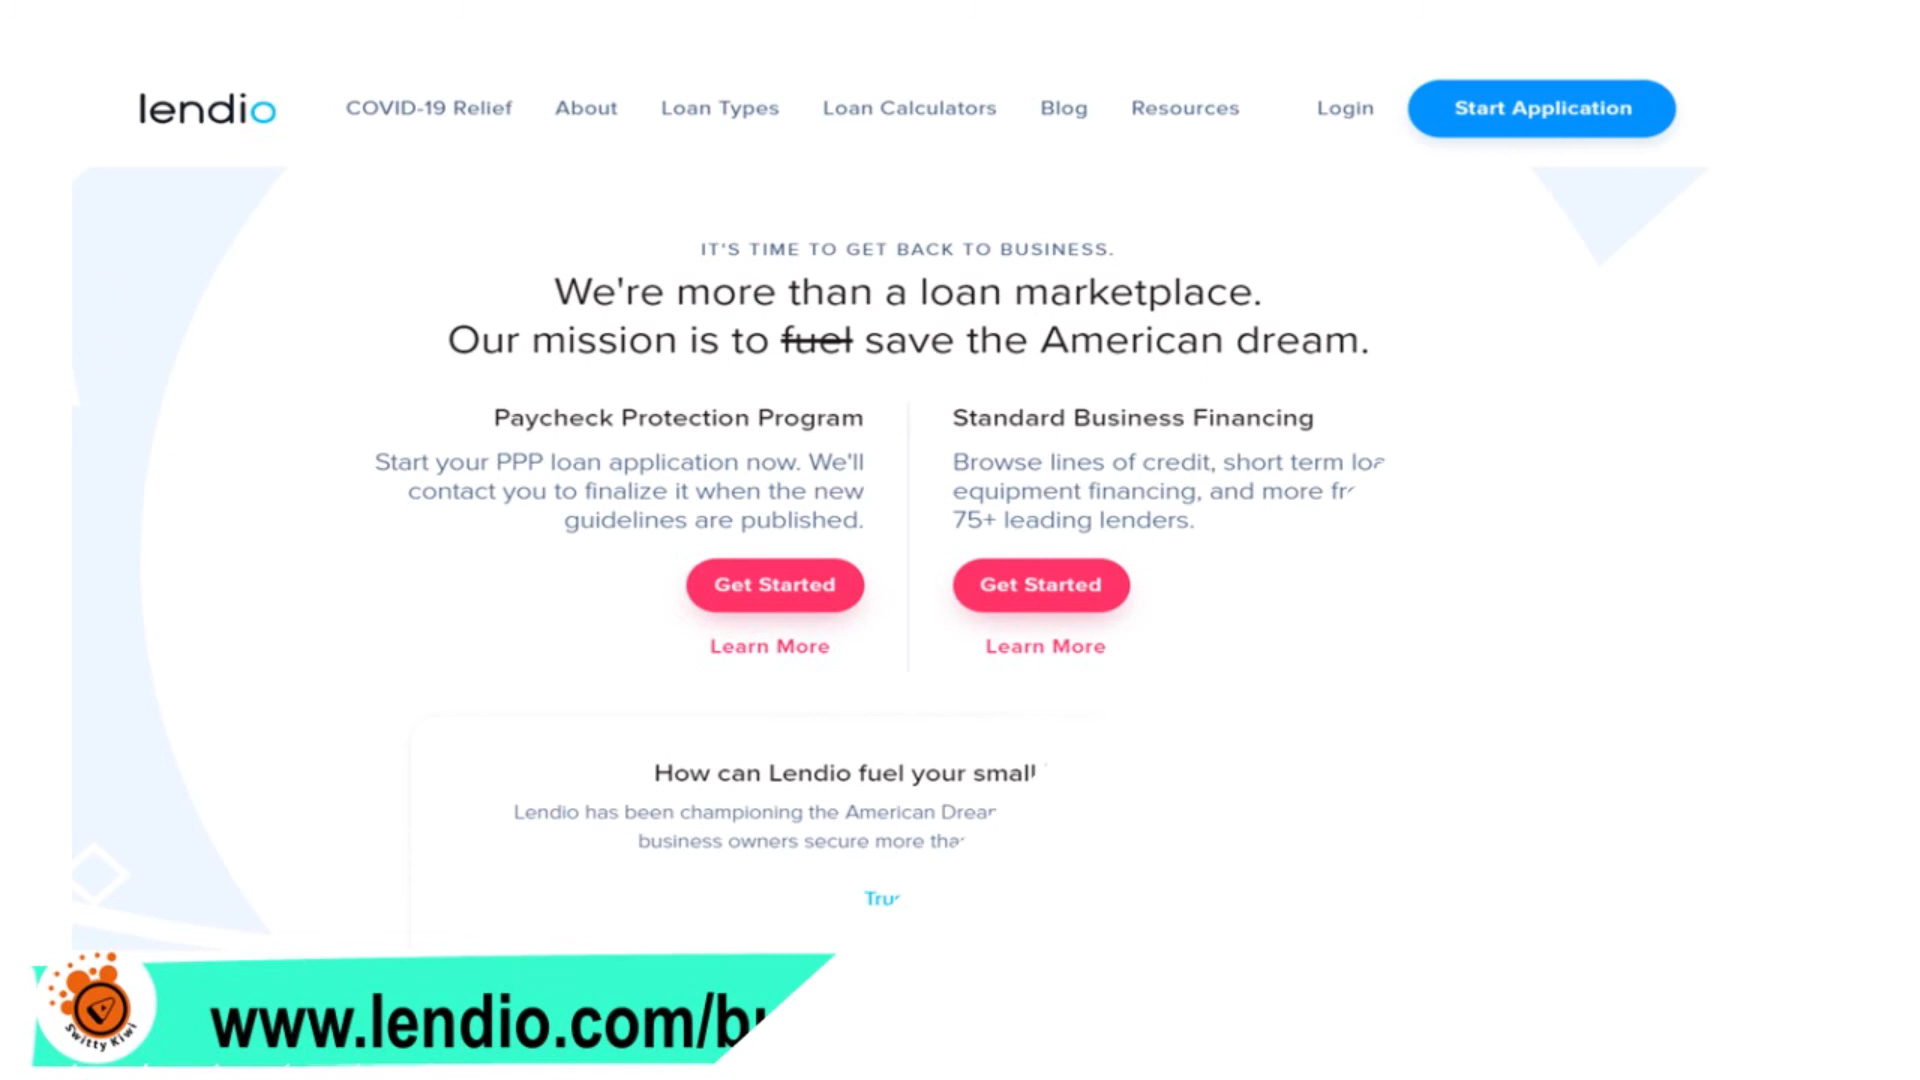 lendio
COVID-19 Relief About Loan Types Loan Calculators Blog Resources Login Start Application
IT'S TIME TO GET BACK TO BUSINESS.
We're more than a loan marketplace.
Our mission is to fuel save the American dream.
Paycheck Protection Program
Start your PPP loan application now. We'll
contact you to finalize it when the new
guidelines are published.
Get Started
Learn More
Standard Business Financing
Browse lines of credit, short term
equipment financing, and more
75+ leading lenders.
Get Started
Learn More
How can Lendio fuel your small
Lendio has been championing the American
business owners secure more
www.lendio.com/b
Switty Kiwi